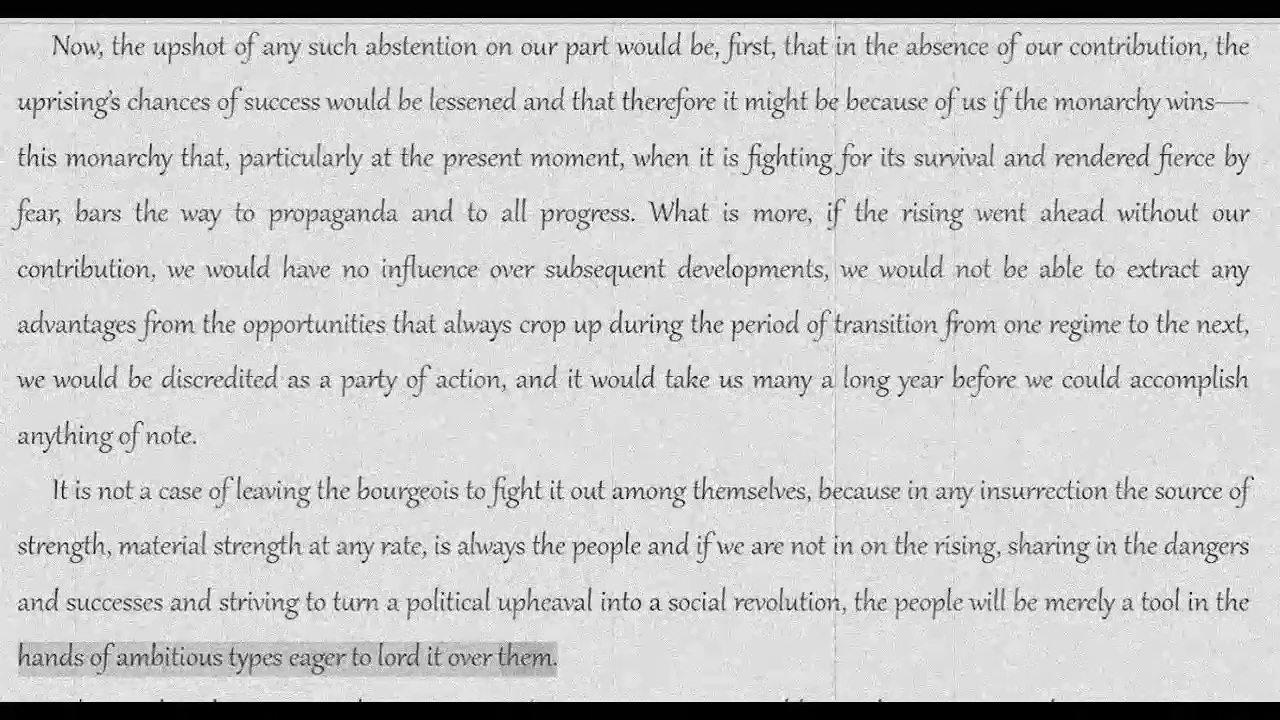 Now, the upshot of any such abstention on our part would be, first, that in the absence of our contribution, the
uprising's chances of success would be lessened and that therefore it might be because of us if the monarchy wins—
this monarchy that, particularly at the present moment, when it is fighting for its survival and rendered fierce by
fear, bars the way to propaganda and to all progress. What is more, if the rising went ahead without our
contribution, we would have no influence over subsequent developments, we would not be able to extract any
advantages from the opportunities that always crop up during the period of transition from one regime to the next,
we would be discredited as a party of action, and it would take us many a long year before we could accomplish
anything of note.
It is not a case of leaving the bourgeois to fight it out among themselves, because in any insurrection the source of
strength, material strength at any rate, is always the people and if we are not in on the rising, sharing in the dangers
and successes and striving to turn a political upheaval into a social revolution, the people will be merely a tool in the
hands of ambitious types eager to lord it over them.